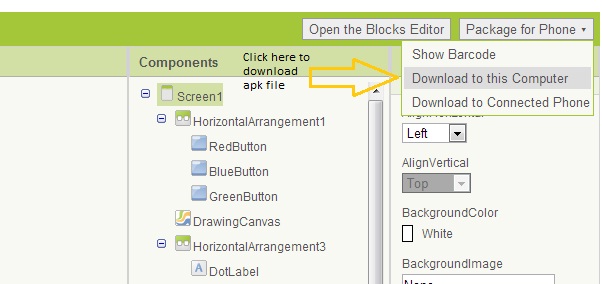 Open the Blocks Editor
Package for Phone
Show Barcode
Download to this Computer
Download to Connected Phone
Components
Click here to
download
apk file
Screen1
HorizontalArrangement1
RedButton
BlueButton
GreenButton
DrawingCanvas
HorizontalArrangement3
DotLabel
AlignHorizontal
Left
AlignVertical
Top
BackgroundColor
White
BackgroundImage
None